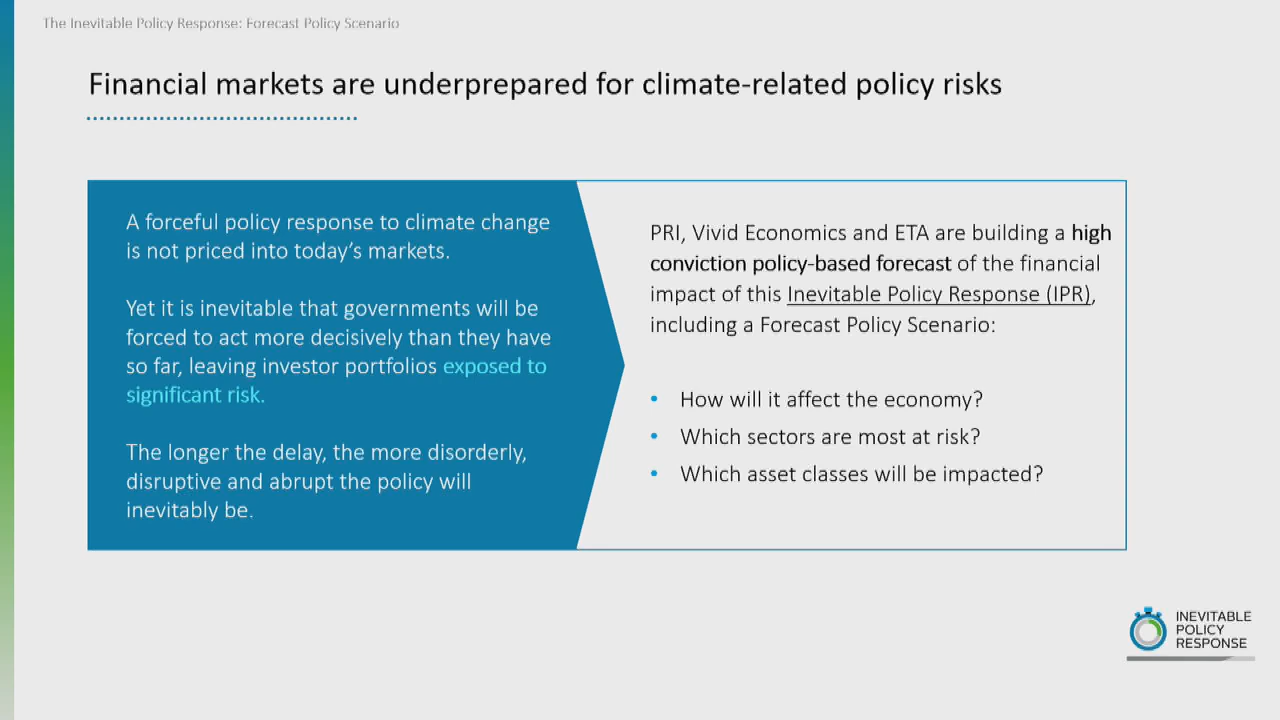 The Inevitable Policy Response: Forecast Policy Scenario
Financial markets are underprepared for climate-related policy risks
A forceful policy response to climate change
is not priced into today’s markets.
Yet it is inevitable that governments will be
forced to act more decisively than they have
so far, leaving investor portfolios exposed to
significant risk.
The longer the delay, the more disorderly,
disruptive and abrupt the policy will
inevitably be.
PRI, Vivid Economics and ETA are building a high
conviction policy-based forecast of the financial
impact of this Inevitable Policy Response (IPR),
including a Forecast Policy Scenario:
• How will it affect the economy?
• Which sectors are most at risk?
• Which asset classes will be impacted?
INEVITABLE
POLICY
RESPONSE